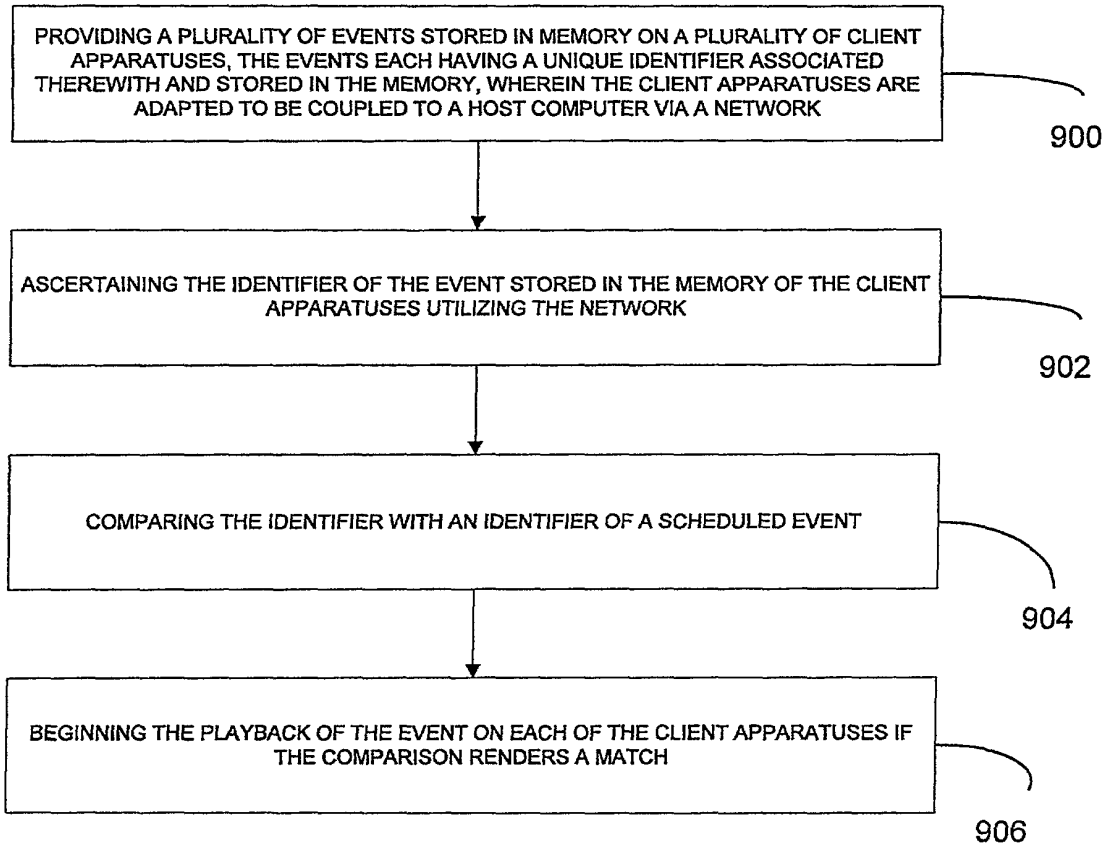 PROVIDING A PLURALITY OF EVENTS STORED IN MEMORY ON A PLURALITY OF CLIENT
APPARATUSES, THE EVENTS EACH HAVING A UNIQUE IDENTIFIER ASSOCIATED
THEREWITH AND STORED IN THE MEMORY, WHEREIN THE CLIENT APPARATUSES ARE
ADAPTED TO BE COUPLED TO A HOST COMPUTER VIA A NETWORK
900
ASCERTAINING THE IDENTIFIER OF THE EVENT STORED IN THE MEMORY OF THE CLIENT
APPARATUSES UTILIZING THE NETWORK
902
COMPARING THE IDENTIFIER WITH AN IDENTIFIER OF A SCHEDULED EVENT
904
BEGINNING THE PLAYBACK OF THE EVENT ON EACH OF THE CLIENT APPARATUSES IF
THE COMPARISON RENDERS A MATCH
906